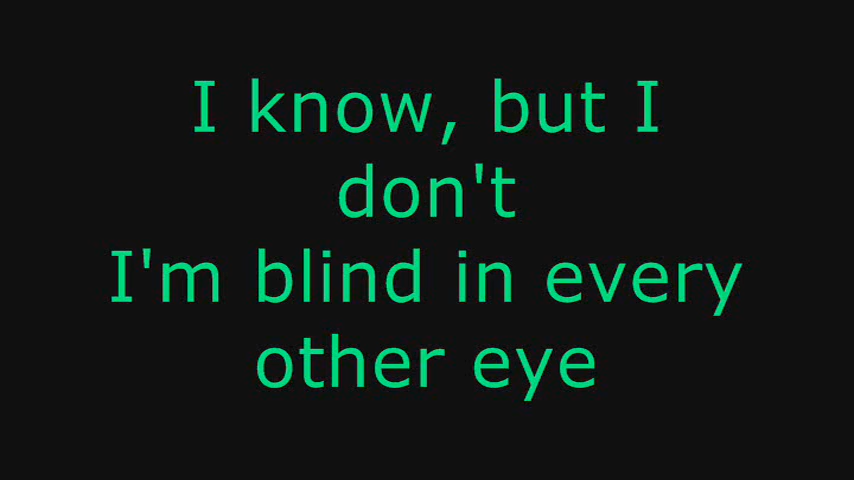 I know, but I
don't
I'm blind in every
other eye